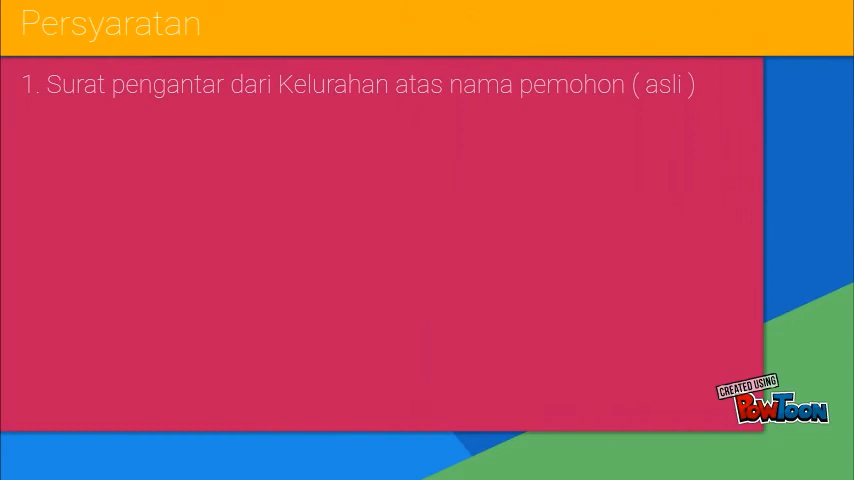 Persyaratan
1. Surat pengantar dari Kelurahan atas nama pemohon ( asli )
CREATED USING
POWTOON